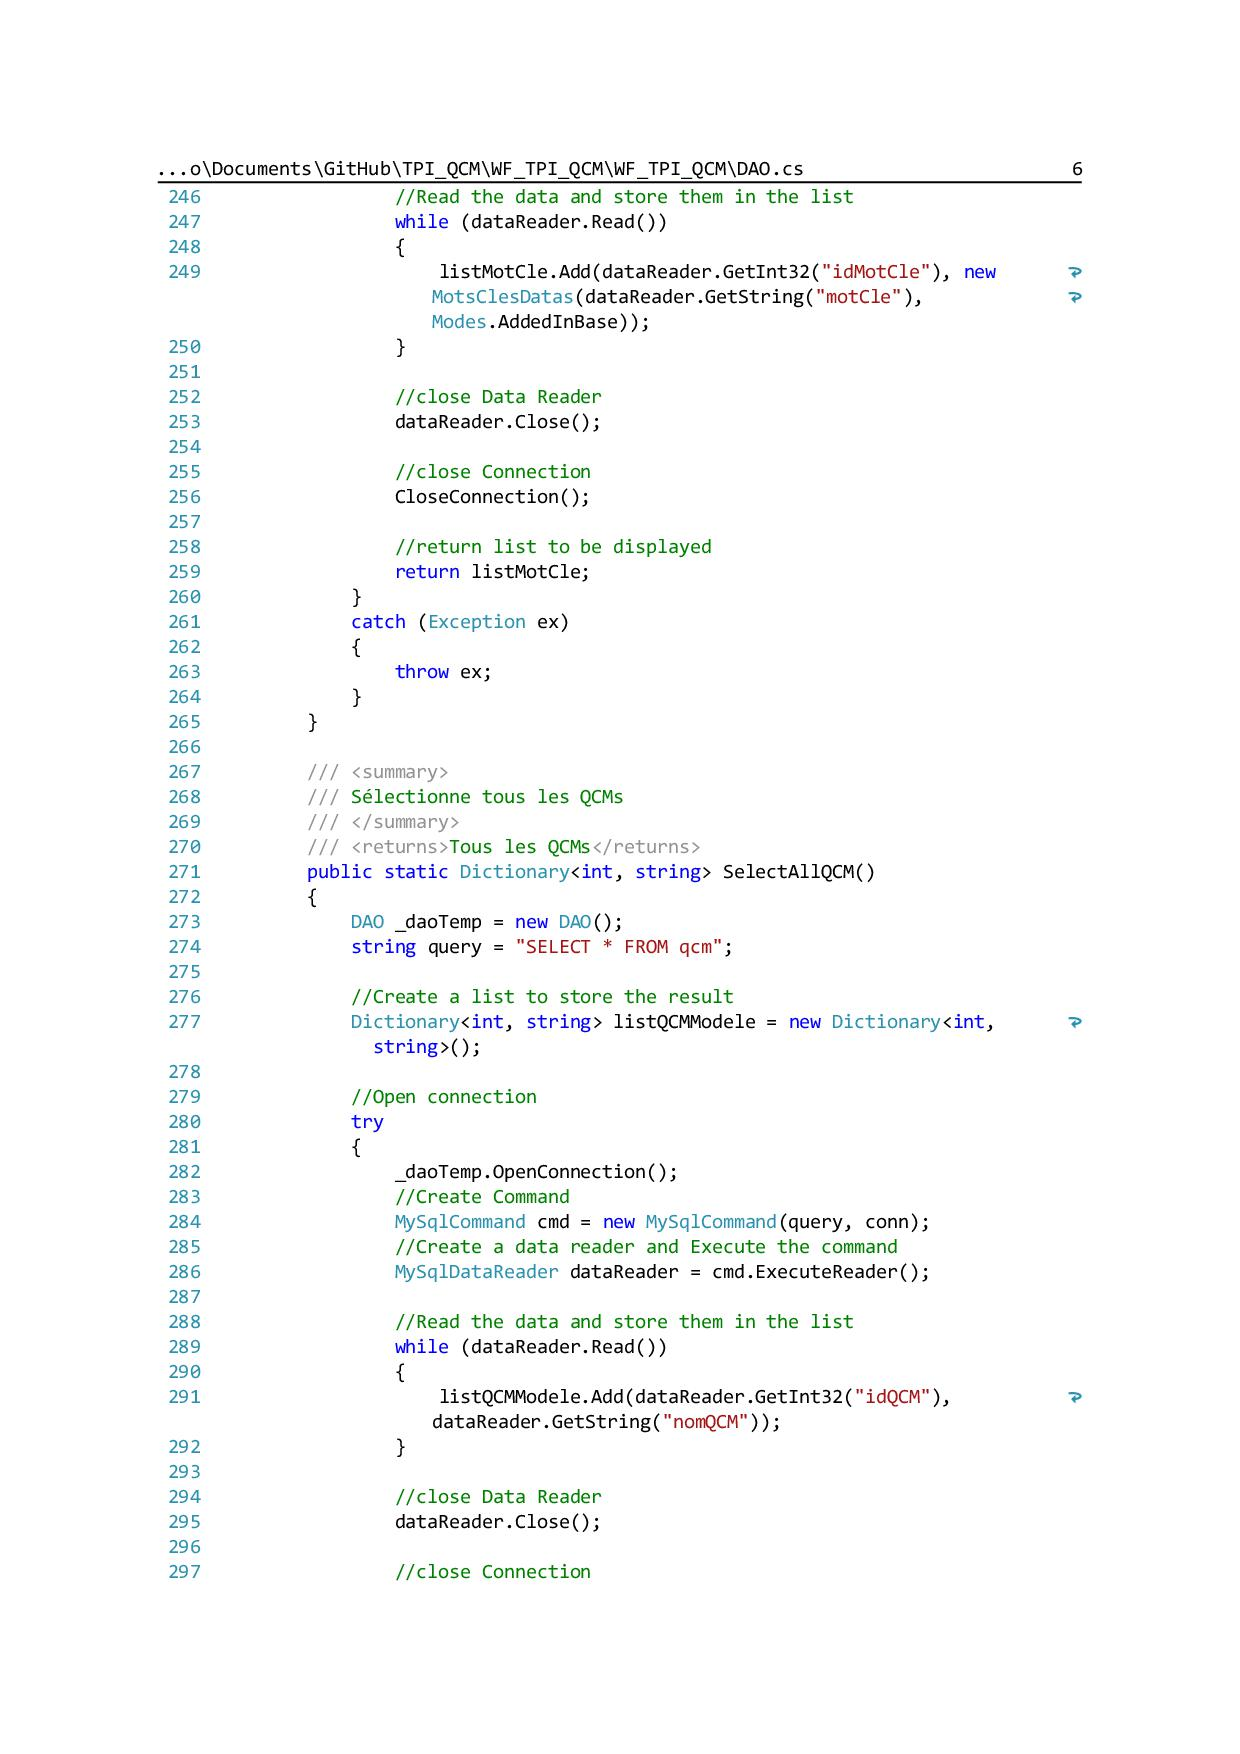 ...o\Documents\GitHub\TPI_QCM\WF_TPI_QCM\WF_TPI_QCM\DAO.cs 6
246 //Read the data and store them in the list
247 while (dataReader.Read())
248 {
249 listMotCle.Add(dataReader.GetInt32("idMotCle"), new
MotsClesDatas(dataReader.GetString("motCle"),
Modes.AddedInBase));
250 }
251
252 //close Data Reader
253 dataReader.Close();
254
255 //close Connection
256 CloseConnection();
257
258 //return list to be displayed
259 return listMotCle;
260 }
261 catch (Exception ex)
262 {
263 throw ex;
264 }
265 }
266
267 /// <summary>
268 /// Sélectionne tous les QCMs
269 /// </summary>
270 /// <returns>Tous les QCMs</returns>
271 public static Dictionary<int, string> SelectAllQCM()
272 {
273 DAO _daoTemp = new DAO();
274 string query = "SELECT * FROM qcm";
275
276 //Create a list to store the result
277 Dictionary<int, string> listQCMModele = new Dictionary<int,
string>();
278
279 //Open connection
280 try
281 {
282 _daoTemp.OpenConnection();
283 //Create Command
284 MySqlCommand cmd = new MySqlCommand(query, conn);
285 //Create a data reader and Execute the command
286 MySqlDataReader dataReader = cmd.ExecuteReader();
287
288 //Read the data and store them in the list
289 while (dataReader.Read())
290 {
291 listQCMModele.Add(dataReader.GetInt32("idQCM"),
dataReader.GetString("nomQCM"));
292 }
293
294 //close Data Reader
295 dataReader.Close();
296
297 //close Connection